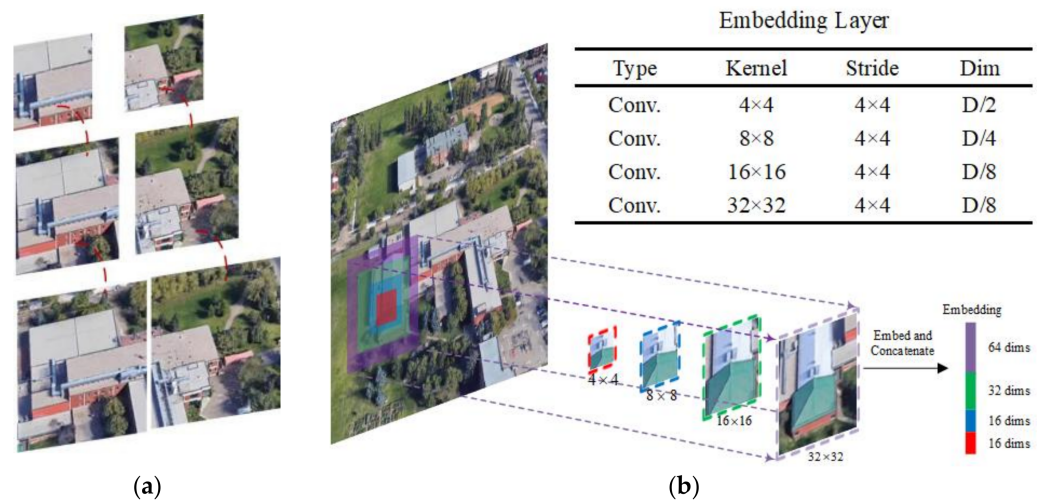 Embedding Layer
Type Kernel Stride Dim
Conv. 4×4 4×4 D/2
Conv. 8×8 4×4 D/4
Conv. 16×16 4×4 D/8
Conv. 32×32 4×4 D/8
4×4
8×8
16×16
32×32
Embed and
Concatenate
Embedding
64 dims
32 dims
16 dims
16 dims
(a)
(b)